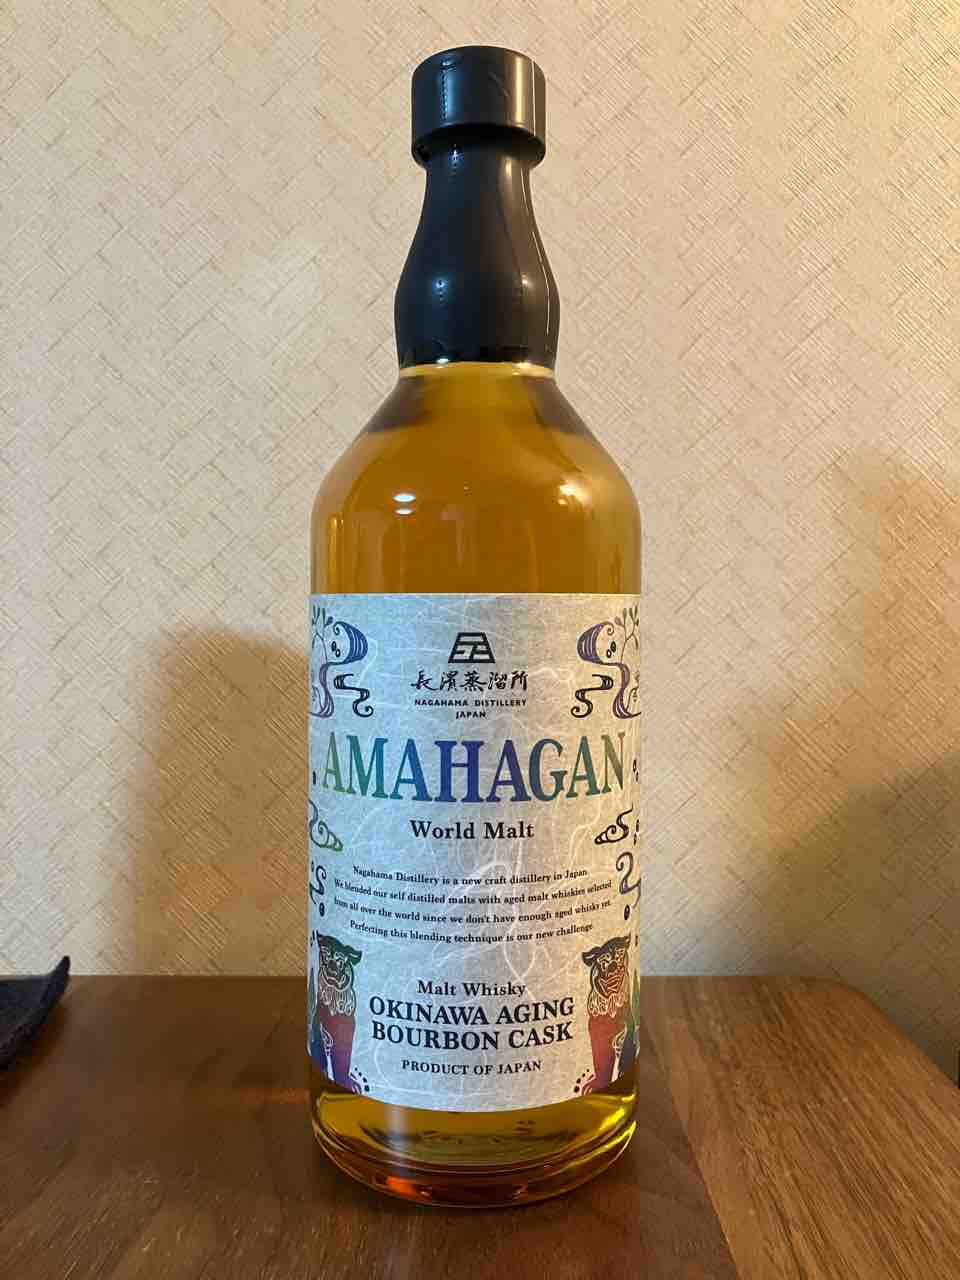 長濱蒸溜所
NAGAHAMA DISTILLERY
JAPAN
AMAHAGAN
World Malt
Nagahama Distillery is a new craft distillery in Japan.
We blended our self distilled malts with aged malt whiskies selected
from all over the world since we don't have enough aged whisky yet.
Perfecting this blending technique is our new challenge.
Malt Whisky
OKINAWA AGING
BOURBON CASK
PRODUCT OF JAPAN